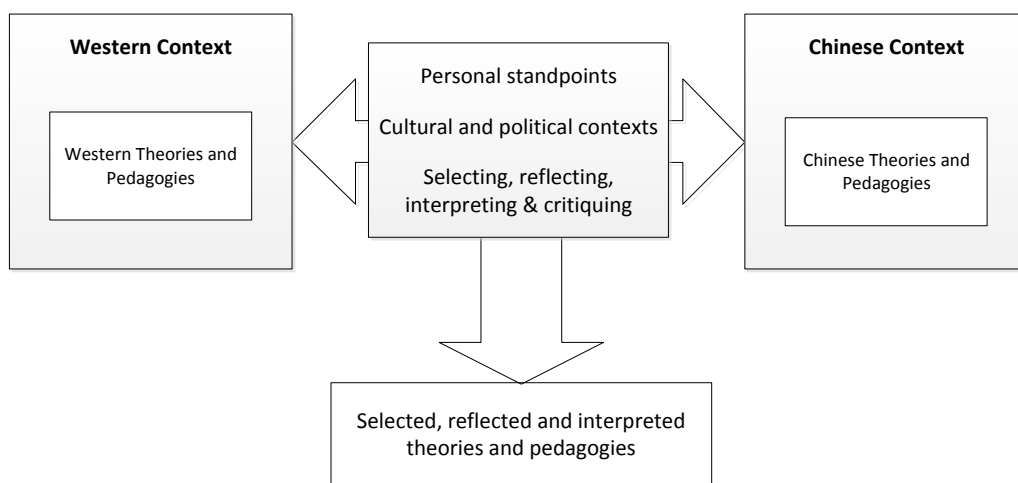 Western Context
Western Theories and
Pedagogies
Personal standpoints
Cultural and political contexts
Selecting, reflecting,
interpreting & critiquing
Chinese Context
Chinese Theories and
Pedagogies
Selected, reflected and interpreted
theories and pedagogies